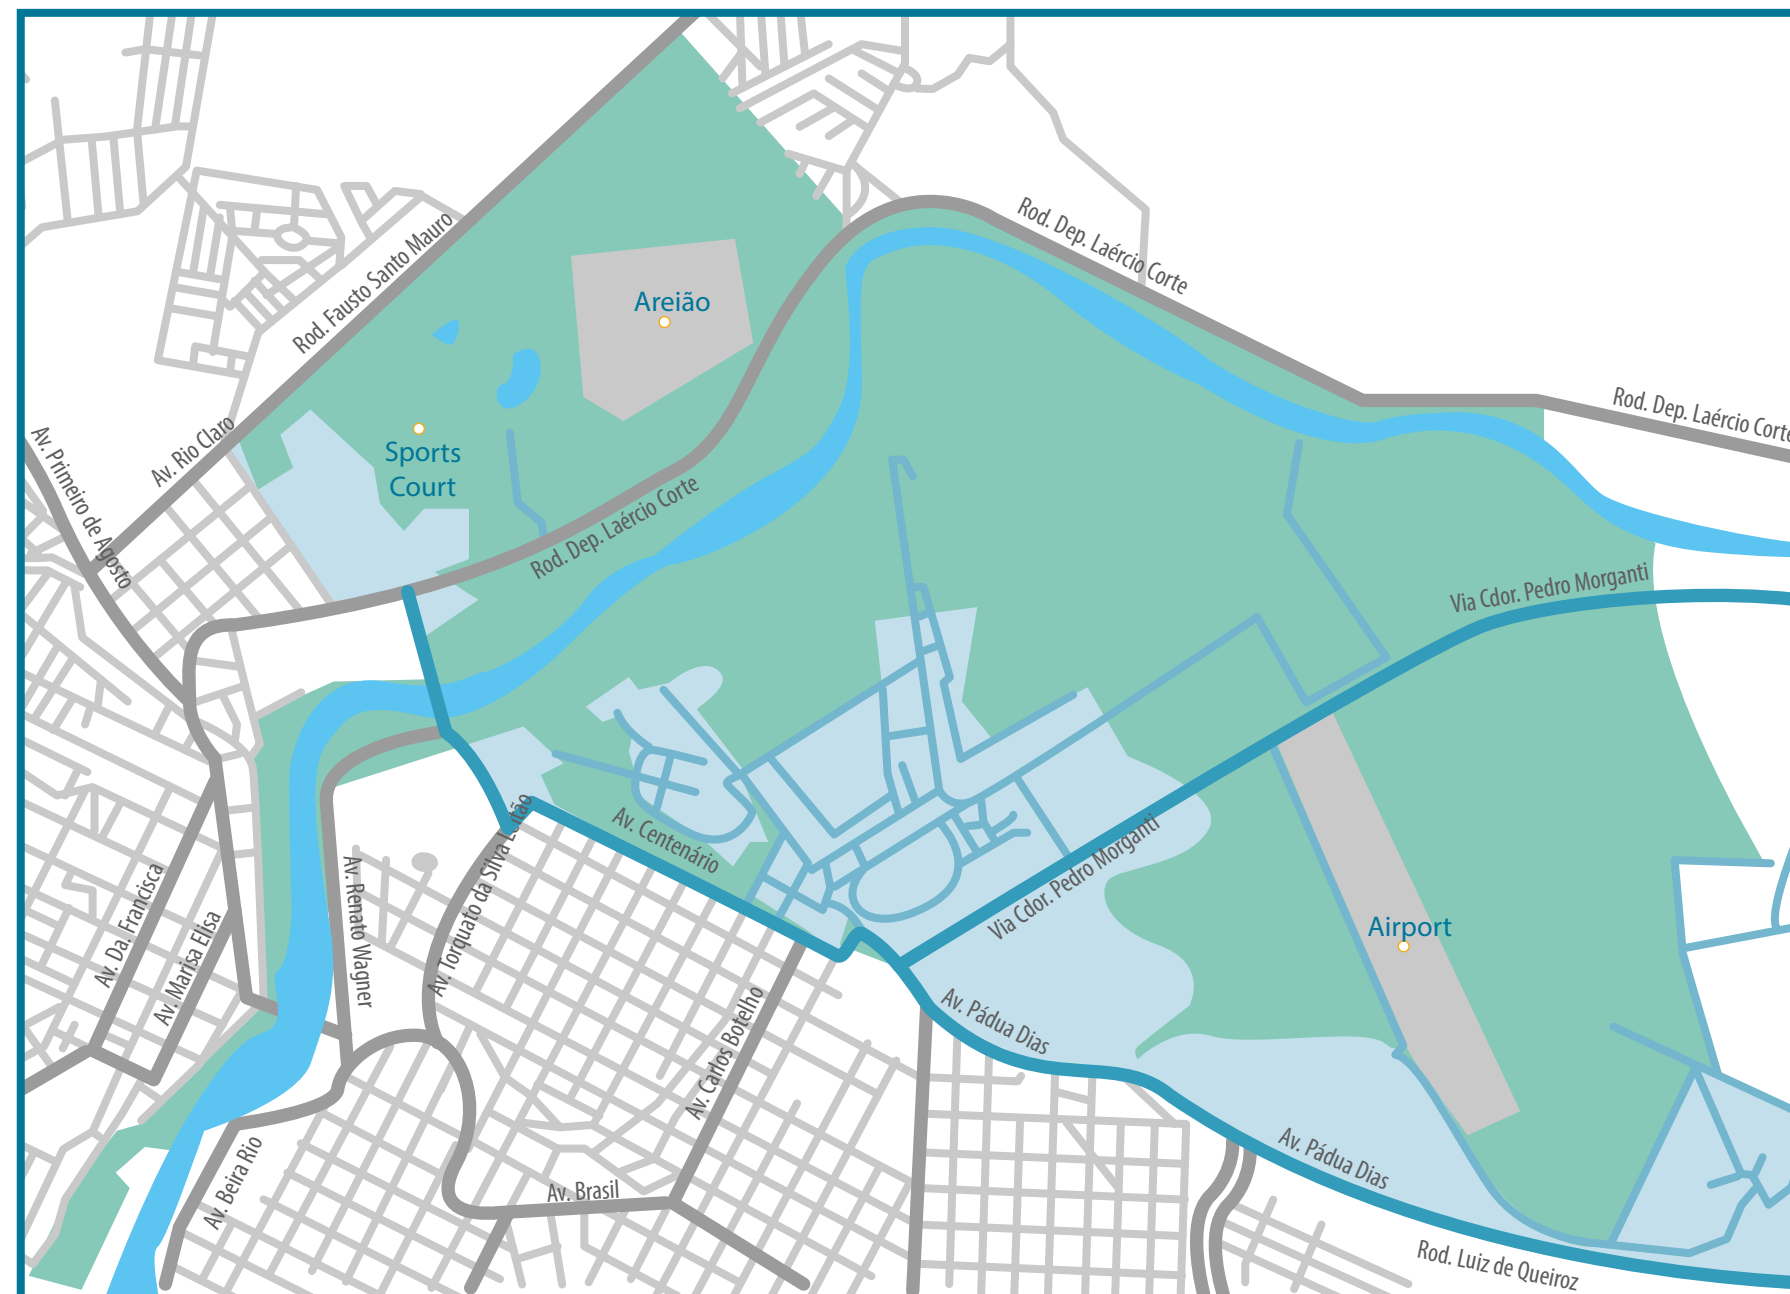 Rod. Dep. Laércio Corte
Rod. Fausto Santo Mauro
Areião
Rod. Dep. Laércio Corte
Av. Rio Claro
Av. Primeiro de Agosto
Sports
Court
Rod. Dep. Laércio Corte
Via Cdor. Pedro Morganti
Av. Centenário
Av. Torquato da Silva Leitão
Via Cdor. Pedro Morganti
Av. Renato Wagner
Av. Da. Francisca
Av. Marisa Elisa
Airport
Av. Carlos Botelho
Av. Pádua Dias
Av. Beira Rio
Av. Brasil
Av. Pádua Dias
Rod. Luiz de Queiroz